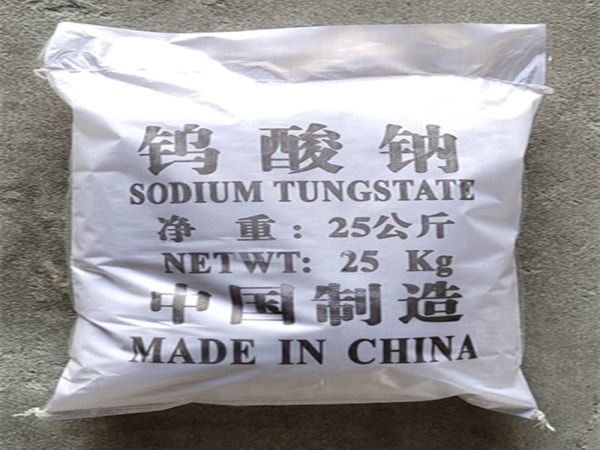 钨酸钠
SODIUM TUNGSTATE
净 重: 25公斤
NETWT: 25 Kg
中国制造
MADE IN CHINA